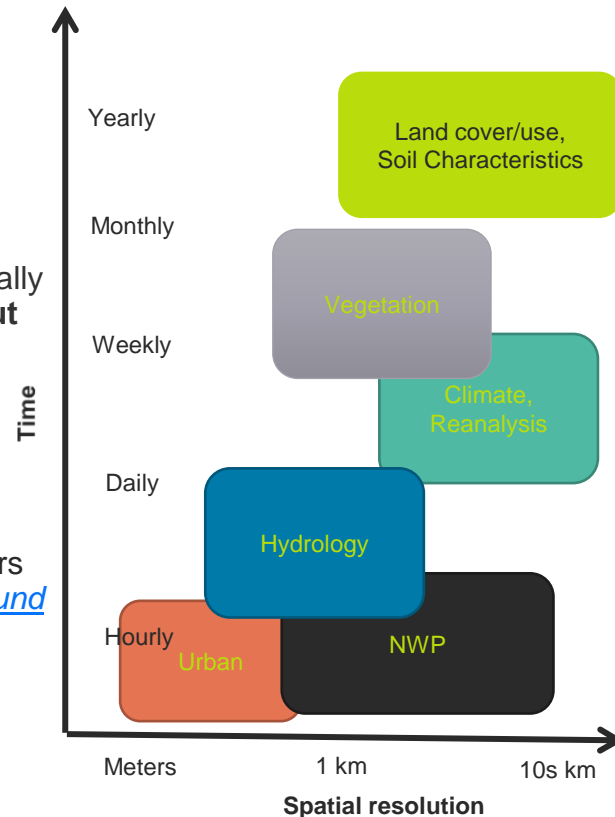 Yearly
Land cover/use,
Soil Characteristics
Monthly
ally
ut
Vegetation
Weekly
Time
Climate,
Reanalysis
Daily
Hydrology
rs
und
Hourly
Urban
NWP
Meters
1 km
10s km
Spatial resolution